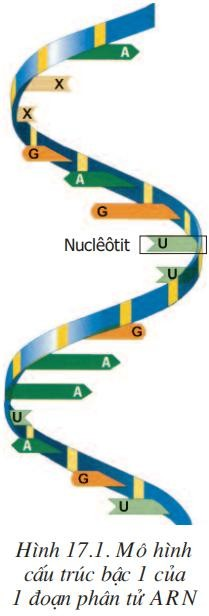 A
X
X
G
A
G
Nuclêôtit U
U
G
A
A
U
A
G
U
Hình 17.1. Mô hình
cấu trúc bậc 1 của
1 đoạn phân tử ARN